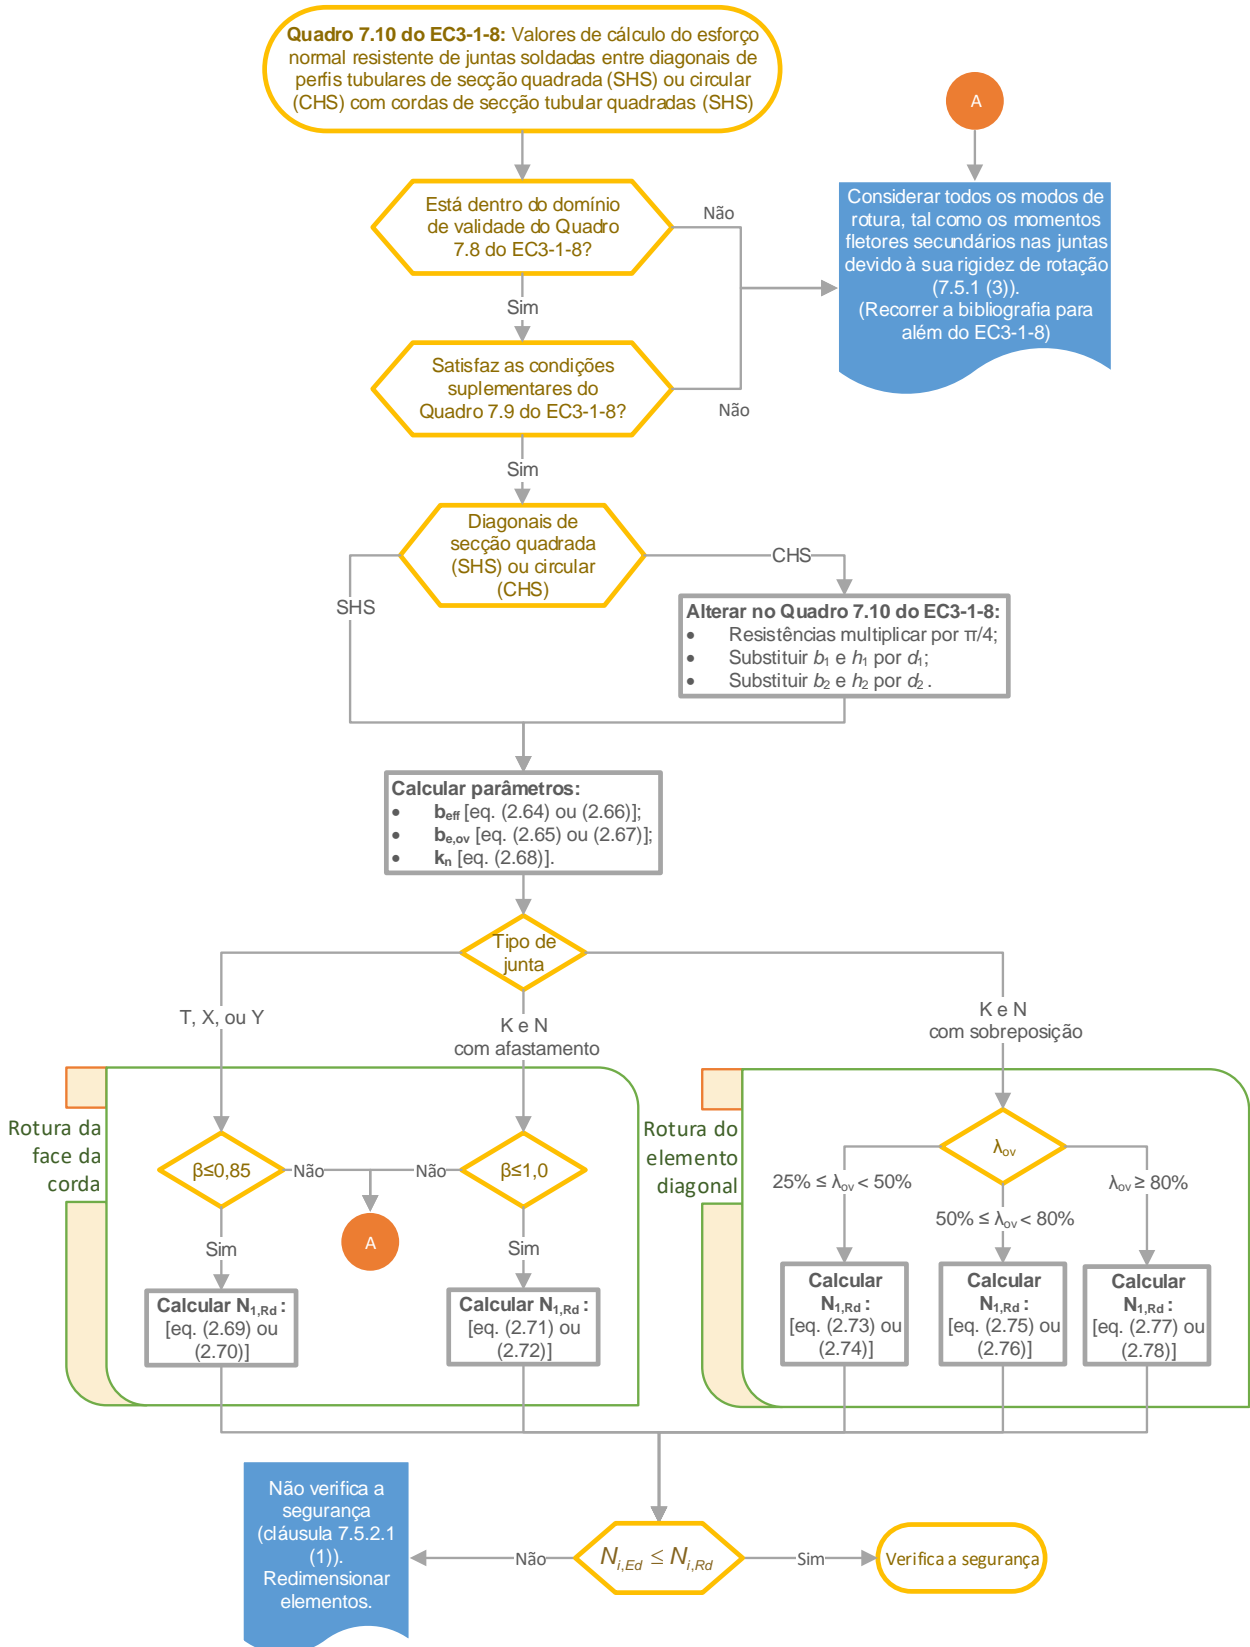 Quadro 7.10 do EC3-1-8: Valores de cálculo do esforço
normal resistente de juntas soldadas entre diagonais de
perfis tubulares de secção quadrada (SHS) ou circular
(CHS) com cordas de secção tubular quadradas (SHS)
A
Está dentro do domínio
de validade do Quadro
7.8 do EC3-1-8?
Não
Considerar todos os modos de
rotura, tal como os momentos
fletores secundários nas juntas
devido à sua rigidez de rotação
(7.5.1 (3)).
(Recorrer a bibliografia para
além do EC3-1-8)
Sim
Satisfaz as condições
suplementares do
Quadro 7.9 do EC3-1-8?
Não
Sim
Diagonais de
secção quadrada
(SHS) ou circular
(CHS)
CHS
SHS
Alterar no Quadro 7.10 do EC3-1-8:
• Resistências multiplicar por π/4;
• Substituir b₁ e h₁ por d₁;
• Substituir b₂ e h₂ por d₂ .
Calcular parâmetros:
• beff [eq. (2.64) ou (2.66)];
• be,ov [eq. (2.65) ou (2.67)];
• kn [eq. (2.68)].
Tipo de
junta
T, X, ou Y
K e N
com afastamento
K e N
com sobreposição
Rotura da
face da
corda
β≤0,85
Não
Não
β≤1,0
A
Sim
Sim
Calcular N1,Rd :
[eq. (2.69) ou
(2.70)]
Calcular N1,Rd :
[eq. (2.71) ou
(2.72)]
Rotura do
elemento
diagonal
λov
25% ≤ λov < 50%
50% ≤ λov < 80%
λov ≥ 80%
Calcular
N1,Rd :
[eq. (2.73) ou
(2.74)]
Calcular
N1,Rd :
[eq. (2.75) ou
(2.76)]
Calcular
N1,Rd :
[eq. (2.77) ou
(2.78)]
Não verifica a
segurança
(cláusula 7.5.2.1
(1)).
Redimensionar
elementos.
Não
Ni,Ed ≤ Ni,Rd
Sim
Verifica a segurança